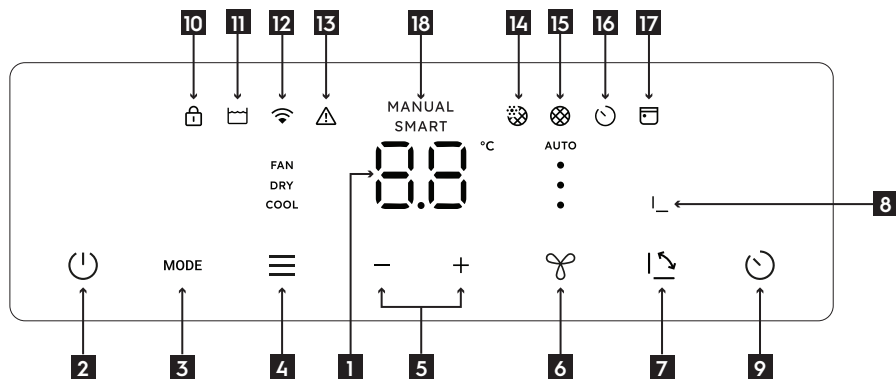 10 11 12 13 18 14 15 16 17
MANUAL
SMART
8.8 °C
AUTO
FAN
DRY
COOL
8
MODE
− +
2 3 4 1 5 6 7 9